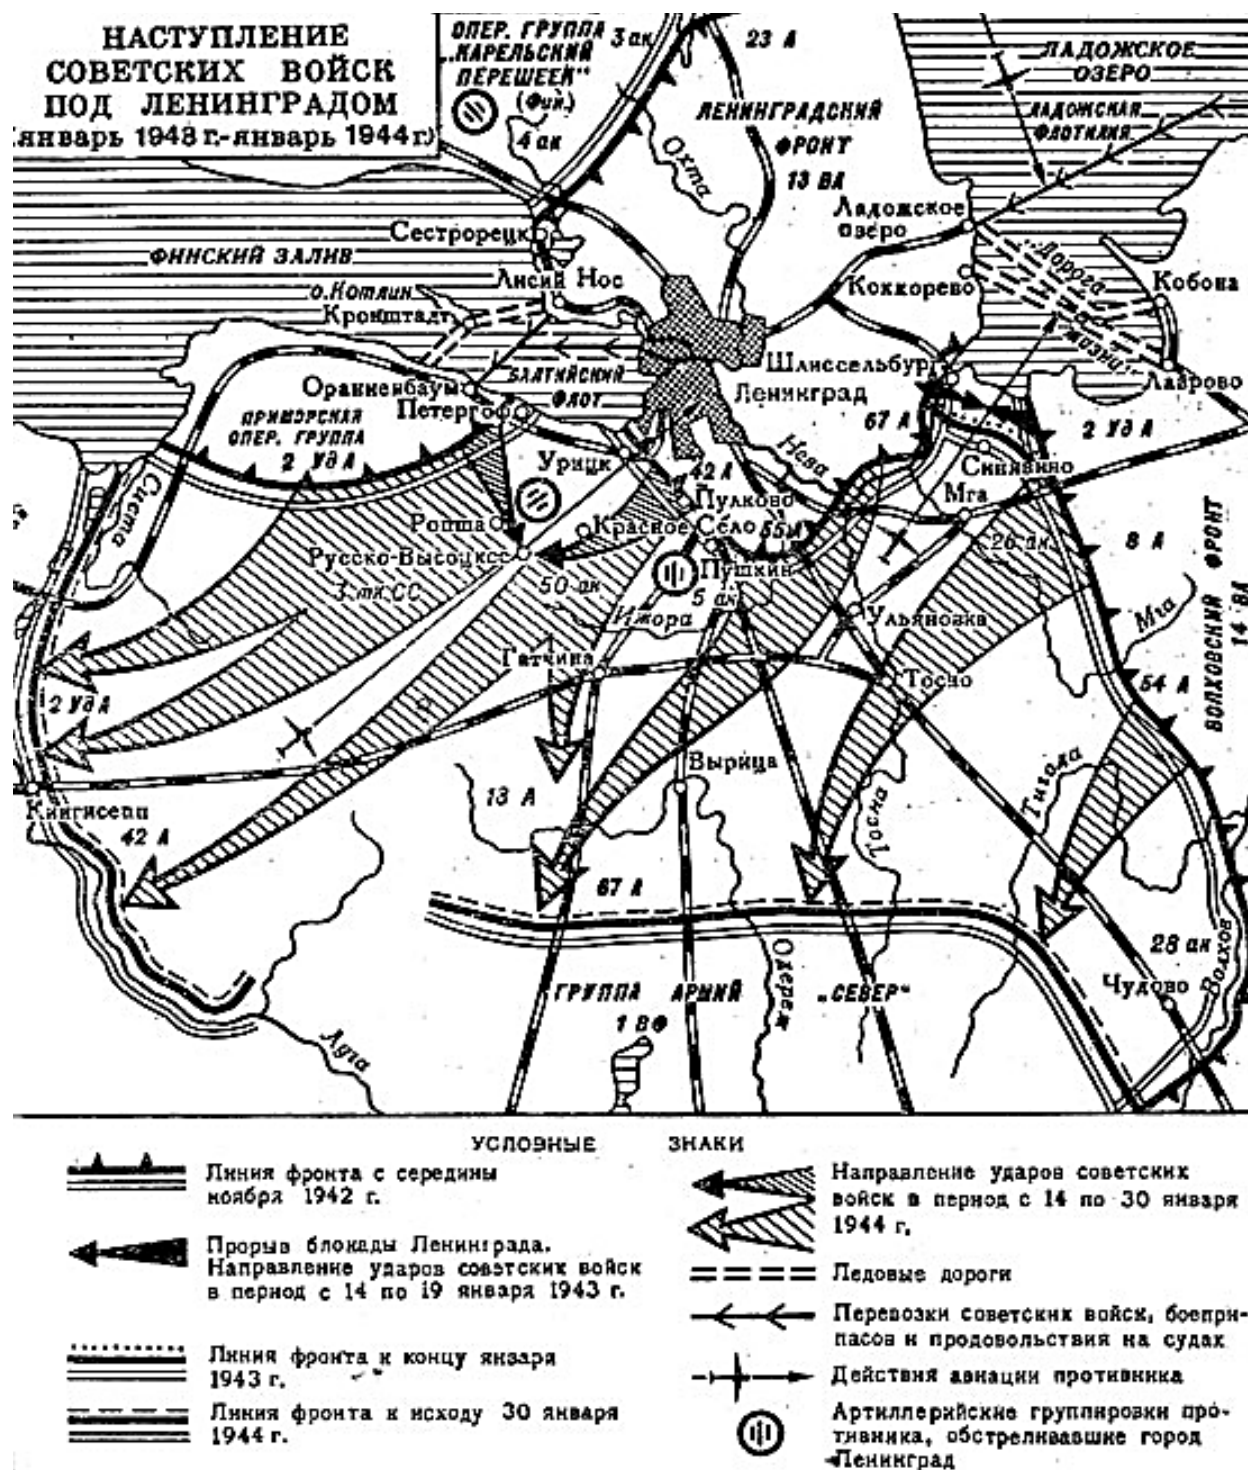 НАСТУПЛЕНИЕ
СОВЕТСКИХ ВОЙСК
ПОД ЛЕНИНГРАДОМ
(январь 1943 г.-январь 1944 г.)
ОПЕР. ГРУППА
„КАРЕЛЬСКИЙ
ПЕРЕШЕЕК"
(Фин.)
3 ак
23 А
4 ак
ЛЕНИНГРАДСКИЙ
ФРОНТ
13 ВА
Охта
ЛАДОЖСКОЕ
ОЗЕРО
ЛАДОЖСКАЯ
ФЛОТИЛИЯ
Ладожское
озеро
Сестрорецк
ФИНСКИЙ ЗАЛИВ
Лисий Нос
о. Котлин
Кронштадт
Коккорево
„Дорога
жизни"
Кобона
Лаврово
Шлиссельбург
Ленинград
Ораниенбаум
БАЛТИЙСКИЙ
ФЛОТ
Петергоф
ПРИМОРСКАЯ
ОПЕР. ГРУППА
2 Уд А
67 А
2 Уд А
Нева
Урицк
42 А
Синявино
Мга
Систа
Пулково
Ропша
Красное Село
55 А
26 ак
8 А
Русско-Высоцкое
Пушкин
3 тк СС
50 ак
5 ак
Ижора
Ульяновка
Мга
ВОЛХОВСКИЙ ФРОНТ
14 ВА
Гатчина
Тосно
54 А
2 Уд А
Вырица
Тигода
Тосна
Кингисепп
13 А
42 А
67 А
28 ак
Волхов
Чудово
Оредеж
ГРУППА АРМИЙ „СЕВЕР"
1 ВФ
Луга
УСЛОВНЫЕ ЗНАКИ
Линия фронта с середины
ноября 1942 г.
Прорыв блокады Ленинграда.
Направление ударов советских войск
в период с 14 по 19 января 1943 г.
Линия фронта к концу января
1943 г.
Линия фронта к исходу 30 января
1944 г.
Направление ударов советских
войск в период с 14 по 30 января
1944 г.
Ледовые дороги
Перевозки советских войск, боепри-
пасов и продовольствия на судах
Действия авиации противника
Артиллерийские группировки про-
тивника, обстреливавшие город
Ленинград